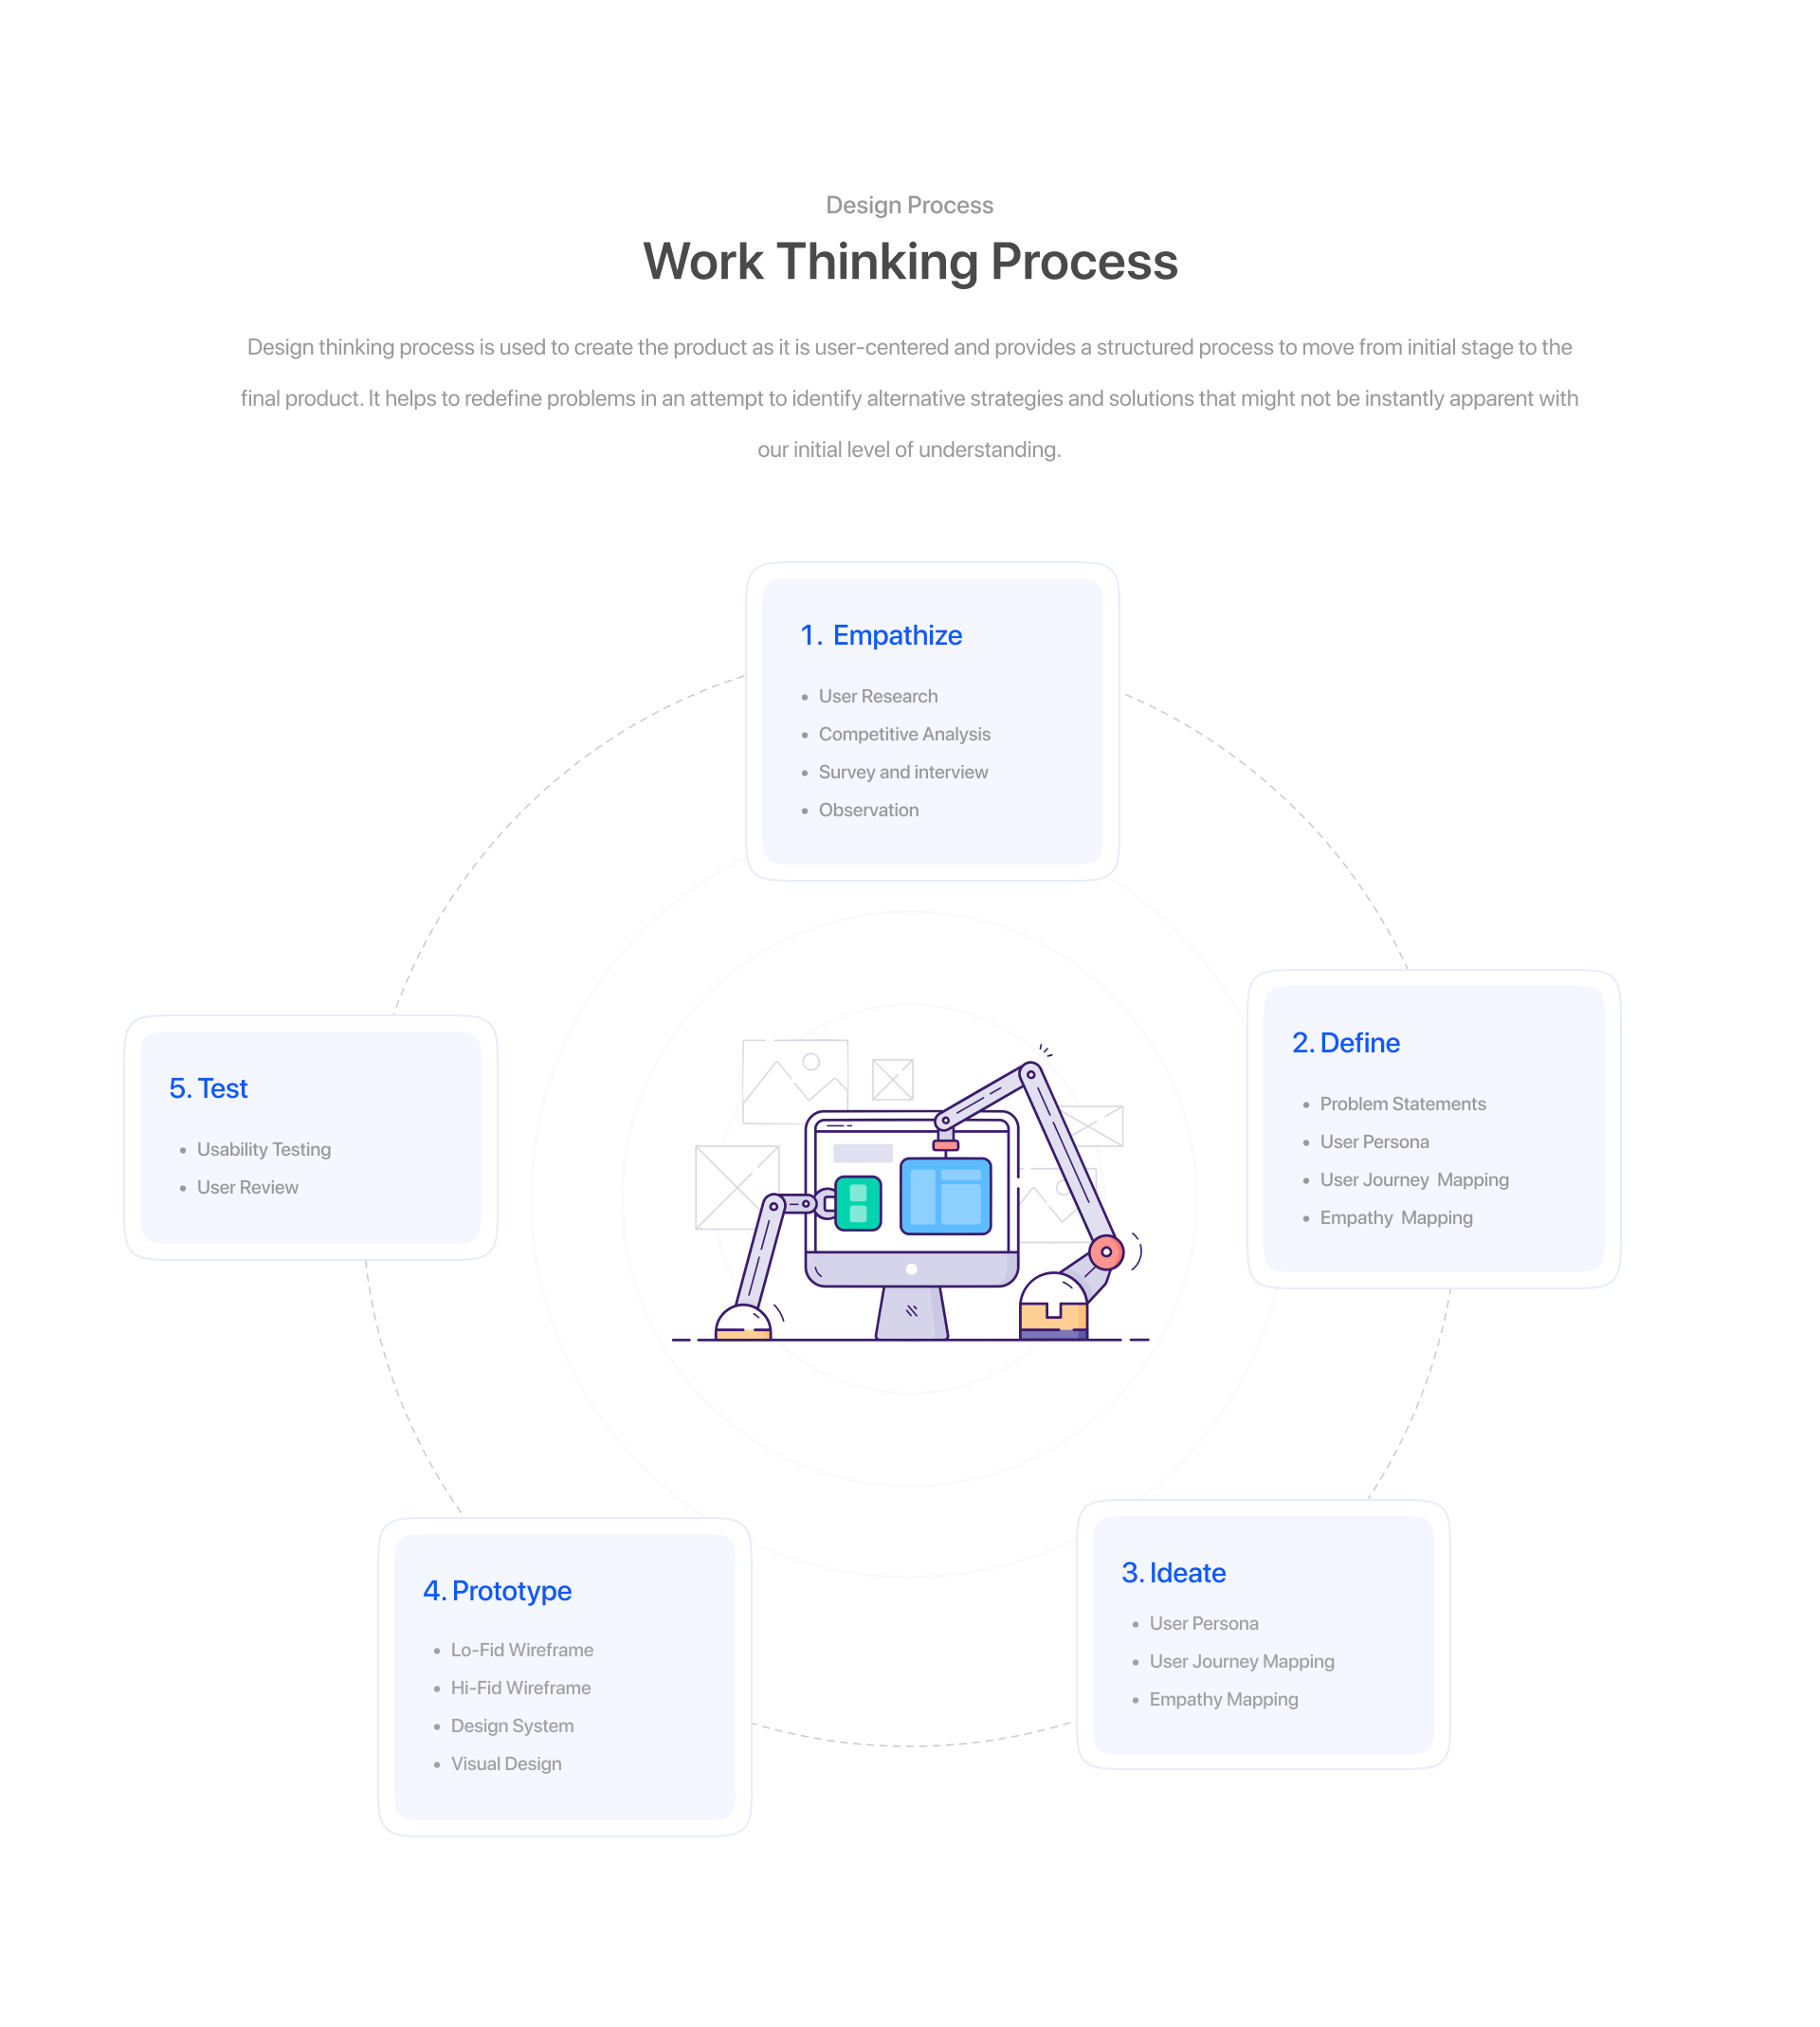 Design Process
Work Thinking Process
Design thinking process is used to create the product as it is user-centered and provides a structured process to move from initial stage to the
final product. It helps to redefine problems in an attempt to identify alternative strategies and solutions that might not be instantly apparent with
our initial level of understanding.
1. Empathize
• User Research
• Competitive Analysis
• Survey and interview
• Observation
2. Define
• Problem Statements
• User Persona
• User Journey Mapping
• Empathy Mapping
3. Ideate
• User Persona
• User Journey Mapping
• Empathy Mapping
4. Prototype
• Lo-Fid Wireframe
• Hi-Fid Wireframe
• Design System
• Visual Design
5. Test
• Usability Testing
• User Review